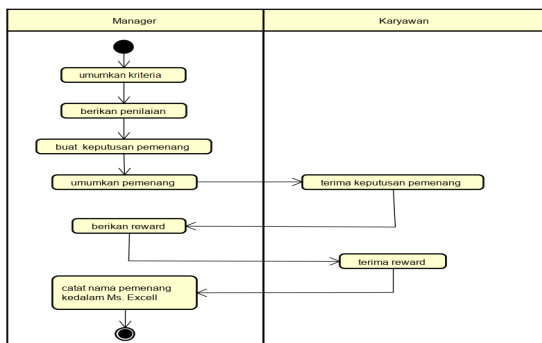 Manager
Karyawan
umumkan kriteria
berikan penilaian
buat keputusan pemenang
umumkan pemenang
terima keputusan pemenang
berikan reward
terima reward
catat nama pemenang
kedalam Ms. Excell